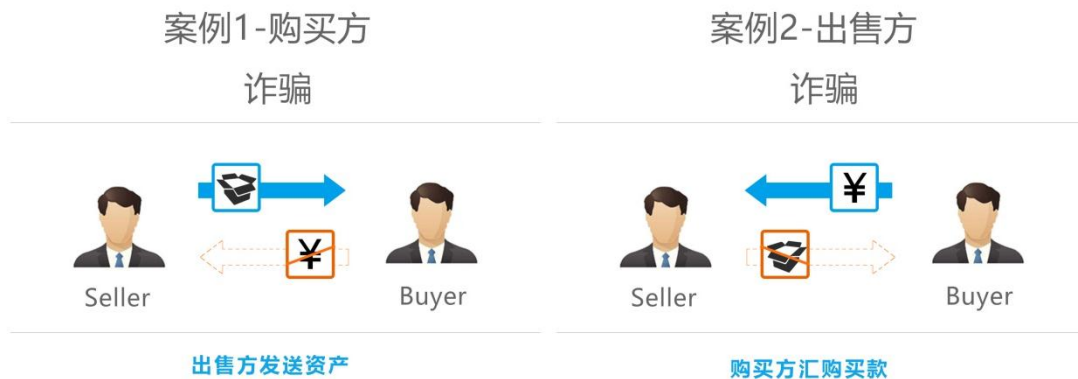 案例1-购买方
诈骗
¥
¥
Seller
Buyer
出售方发送资产
案例2-出售方
诈骗
¥
Seller
Buyer
购买方汇购买款